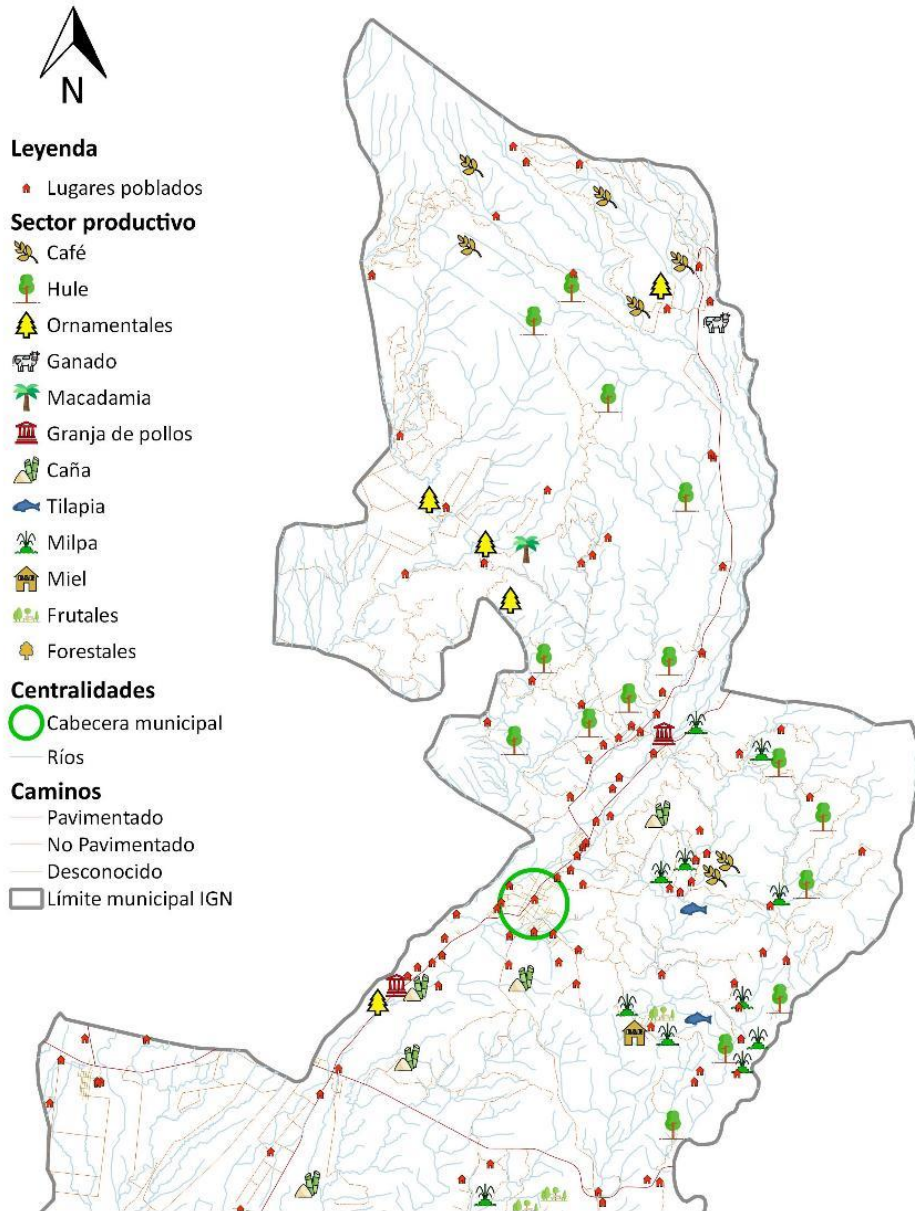 N
Leyenda
Lugares poblados
Sector productivo
Café
Hule
Ornamentales
Ganado
Macadamia
Granja de pollos
Caña
Tilapia
Milpa
Miel
Frutales
Forestales
Centralidades
Cabecera municipal
Ríos
Caminos
Pavimentado
No Pavimentado
Desconocido
Límite municipal IGN